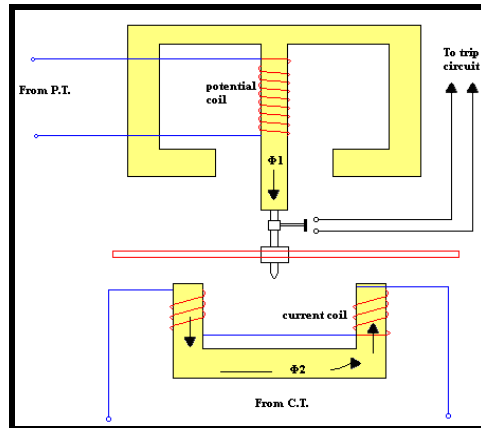 To trip
circuit
potential
coil
From P.T.
Φ1
current coil
Φ2
From C.T.